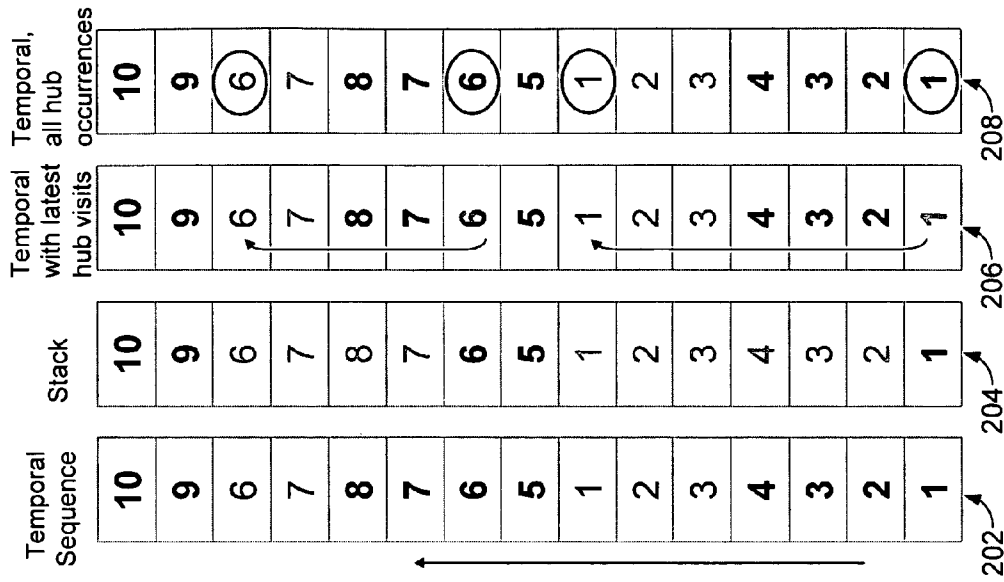 Temporal
Sequence
Stack
Temporal
with latest
hub visits
Temporal,
all hub
occurrences
10 10 10 10
9 9 9 9
6 6 6 6
7 7 7 7
8 8 8 8
7 7 7 7
6 6 6 6
5 5 5 5
1 1 1 1
2 2 2 2
3 3 3 3
4 4 4 4
3 3 3 3
2 2 2 2
1 1 1 1
202 204 206 208